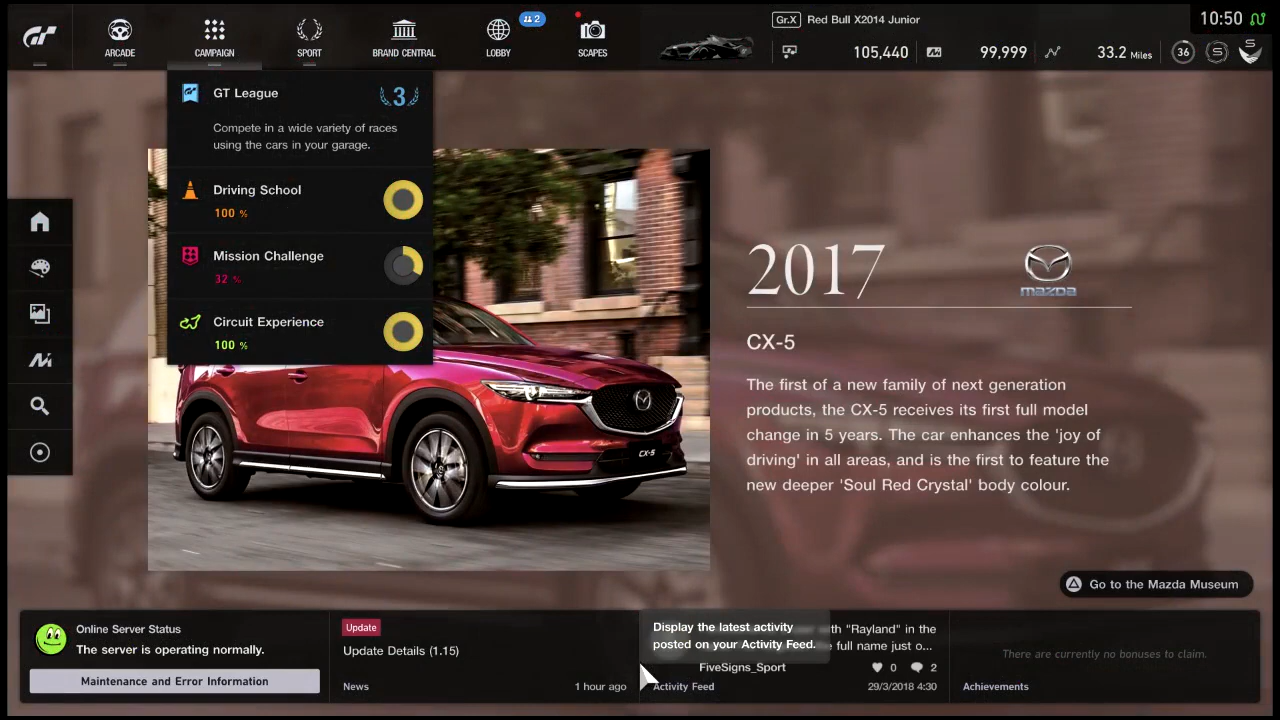 ARCADE
CAMPAIGN
SPORT
BRAND CENTRAL
LOBBY
2
SCAPES
Gr.X Red Bull X2014 Junior
105,440
99,999
33.2 Miles
36
S
S
10:50
GT League
3
Compete in a wide variety of races
using the cars in your garage.
Driving School
100 %
Mission Challenge
32 %
Circuit Experience
100 %
CX-5
2017
mazda
CX-5
The first of a new family of next generation
products, the CX-5 receives its first full model
change in 5 years. The car enhances the 'joy of
driving' in all areas, and is the first to feature the
new deeper 'Soul Red Crystal' body colour.
Go to the Mazda Museum
Online Server Status
The server is operating normally.
Maintenance and Error Information
Update
Update Details (1.15)
News
1 hour ago
Display the latest activity
posted on your Activity Feed.
with "Rayland" in the
full name just o...
FiveSigns_Sport
0
2
Activity Feed
29/3/2018 4:30
There are currently no bonuses to claim.
Achievements